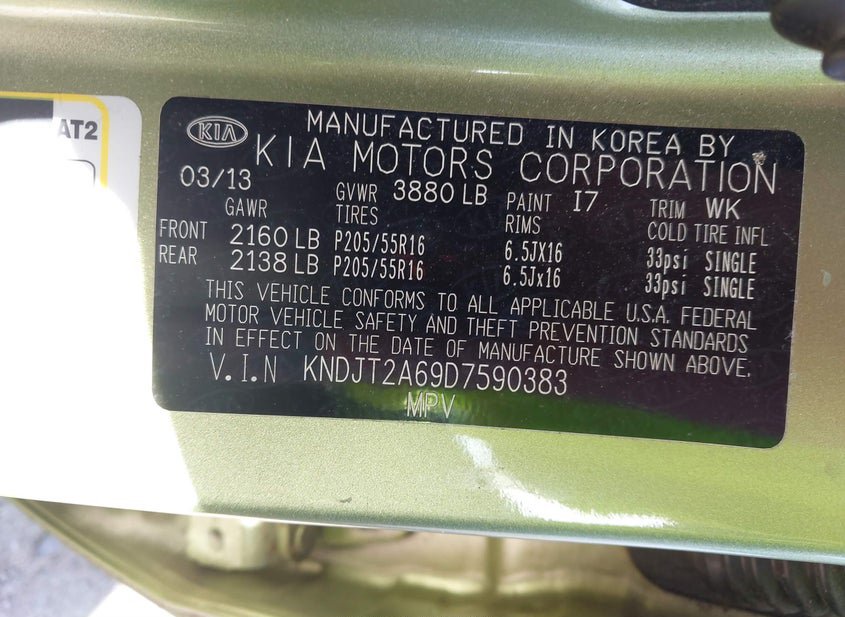 AT2
KIA MANUFACTURED IN KOREA BY
KIA MOTORS CORPORATION
03/13 GVWR 3880 LB PAINT I7 TRIM WK
GAWR TIRES RIMS COLD TIRE INFL
FRONT 2160 LB P205/55R16 6.5JX16 33psi SINGLE
REAR 2138 LB P205/55R16 6.5Jx16 33psi SINGLE
THIS VEHICLE CONFORMS TO ALL APPLICABLE U.S.A. FEDERAL
MOTOR VEHICLE SAFETY AND THEFT PREVENTION STANDARDS
IN EFFECT ON THE DATE OF MANUFACTURE SHOWN ABOVE.
V.I.N KNDJT2A69D7590383
MPV